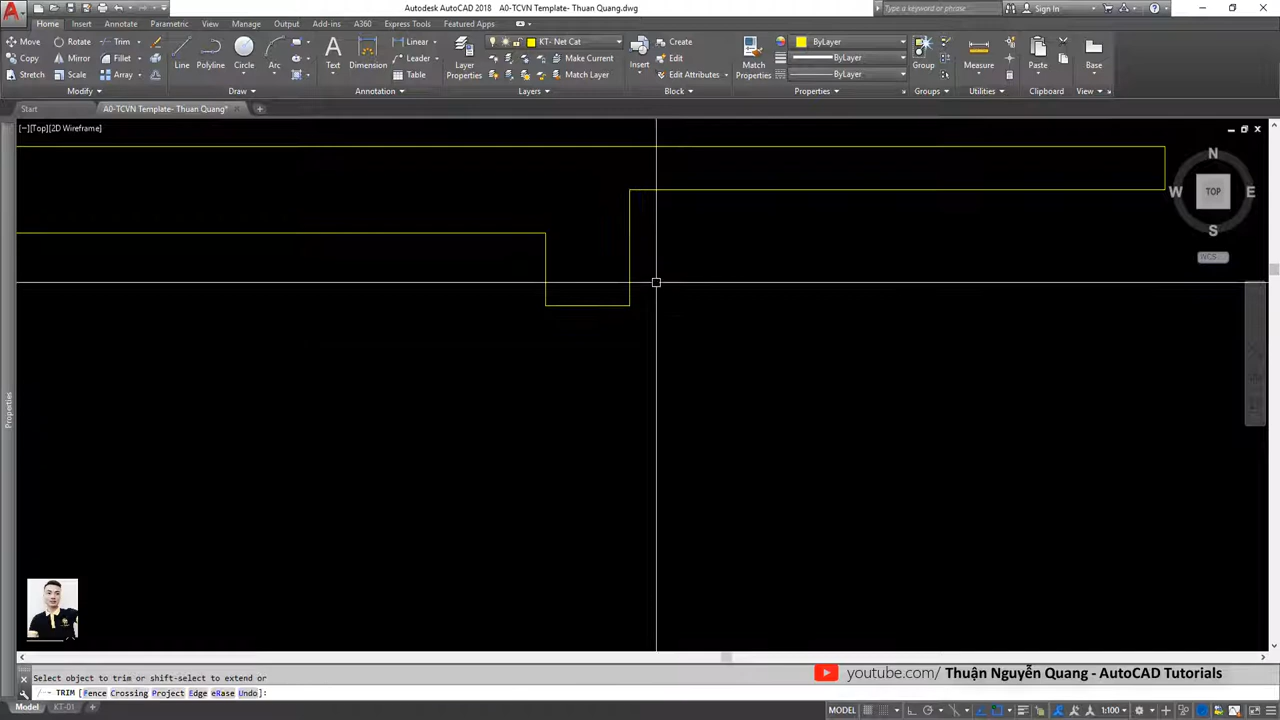 Autodesk AutoCAD 2018 A0-TCVN Template- Thuan Quang.dwg
Type a keyword or phrase
Sign In
Home Insert Annotate Parametric View Manage Output Add-ins A360 Express Tools Featured Apps
Move Rotate Trim
Copy Mirror Fillet
Stretch Scale Array
Modify
Line Polyline Circle Arc
Draw
Text Dimension
Linear
Leader
Table
Annotation
Layer Properties
KT- Net Cat
Make Current
Match Layer
Layers
Insert
Create
Edit
Edit Attributes
Block
Match Properties
ByLayer
ByLayer
ByLayer
Properties
Group
Groups
Measure
Utilities
Paste
Clipboard
Base
View
Start A0-TCVN Template- Thuan Quang*
[−][Top][2D Wireframe]
N
W TOP E
S
WCS
Properties
Select object to trim or shift-select to extend or
TRIM [Fence Crossing Project Edge eRase Undo]:
youtube.com/ Thuận Nguyễn Quang - AutoCAD Tutorials
Model KT-01
MODEL
1:100